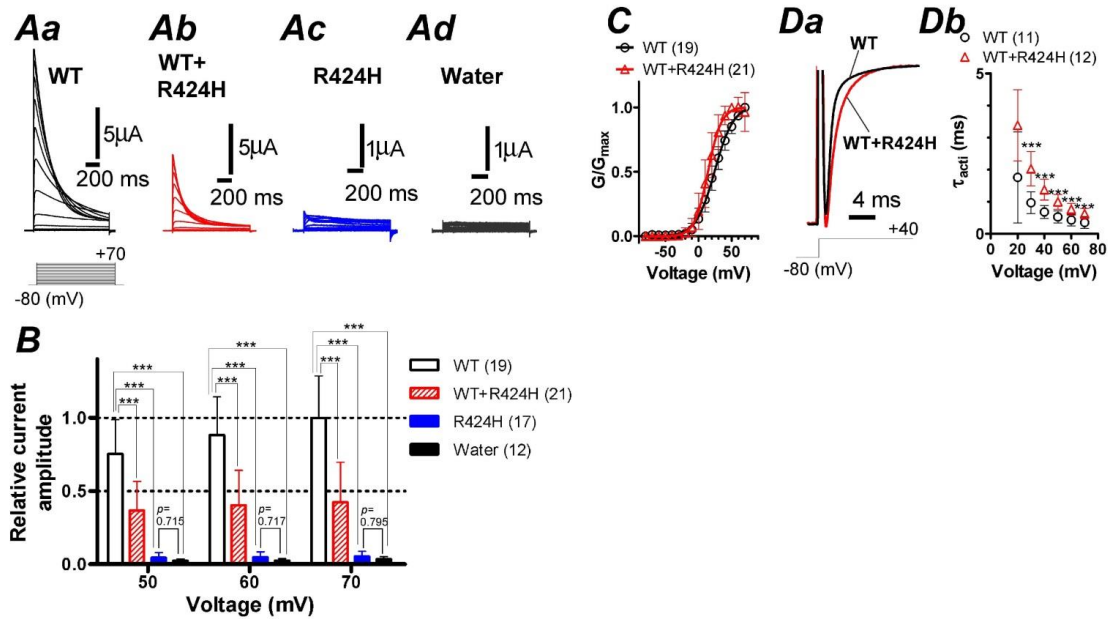 Aa
WT
5μA
200 ms
+70
-80 (mV)
Ab
WT+
R424H
5μA
200 ms
Ac
R424H
1μA
200 ms
Ad
Water
1μA
200 ms
B
Relative current
amplitude
1.0
0.5
0.0
***
***
***
p=
0.715
***
***
***
p=
0.717
***
***
***
p=
0.795
50
60
70
Voltage (mV)
WT (19)
WT+R424H (21)
R424H (17)
Water (12)
C
WT (19)
WT+R424H (21)
G/Gmax
1.0
0.5
0.0
-50
0
50
Voltage (mV)
Da
WT
WT+R424H
4 ms
+40
-80 (mV)
Db
WT (11)
WT+R424H (12)
τacti (ms)
5
0
***
***
***
***
***
0
20
40
60
80
Voltage (mV)